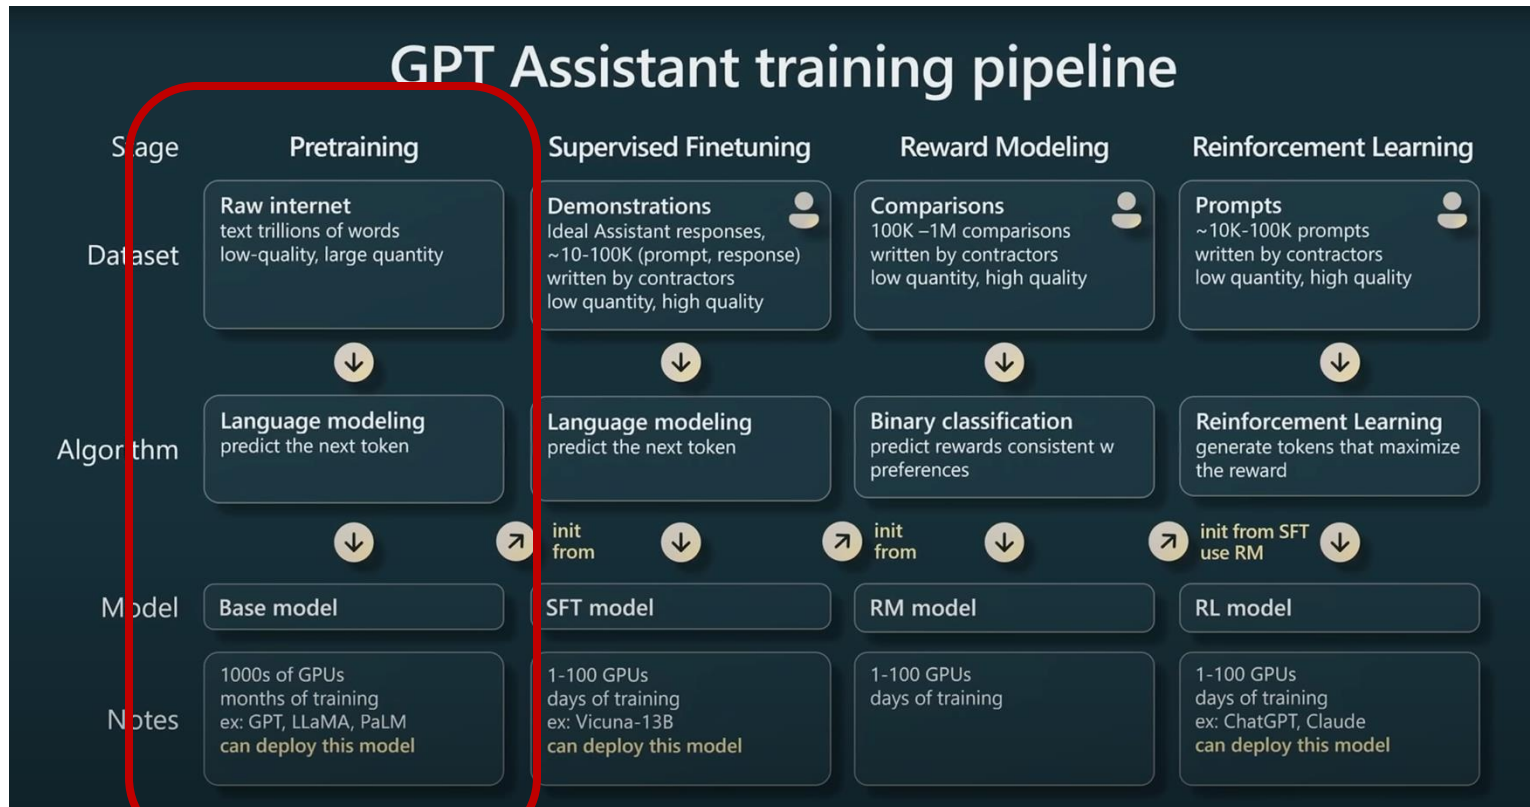 GPT Assistant training pipeline
Stage
Pretraining
Supervised Finetuning
Reward Modeling
Reinforcement Learning
Dataset
Raw internet
text trillions of words
low-quality, large quantity
Demonstrations
Ideal Assistant responses,
~10-100K (prompt, response)
written by contractors
low quantity, high quality
Comparisons
100K –1M comparisons
written by contractors
low quantity, high quality
Prompts
~10K-100K prompts
written by contractors
low quantity, high quality
Algorithm
Language modeling
predict the next token
Language modeling
predict the next token
Binary classification
predict rewards consistent w
preferences
Reinforcement Learning
generate tokens that maximize
the reward
init
from
init
from
init from SFT
use RM
Model
Base model
SFT model
RM model
RL model
Notes
1000s of GPUs
months of training
ex: GPT, LLaMA, PaLM
can deploy this model
1-100 GPUs
days of training
ex: Vicuna-13B
can deploy this model
1-100 GPUs
days of training
1-100 GPUs
days of training
ex: ChatGPT, Claude
can deploy this model